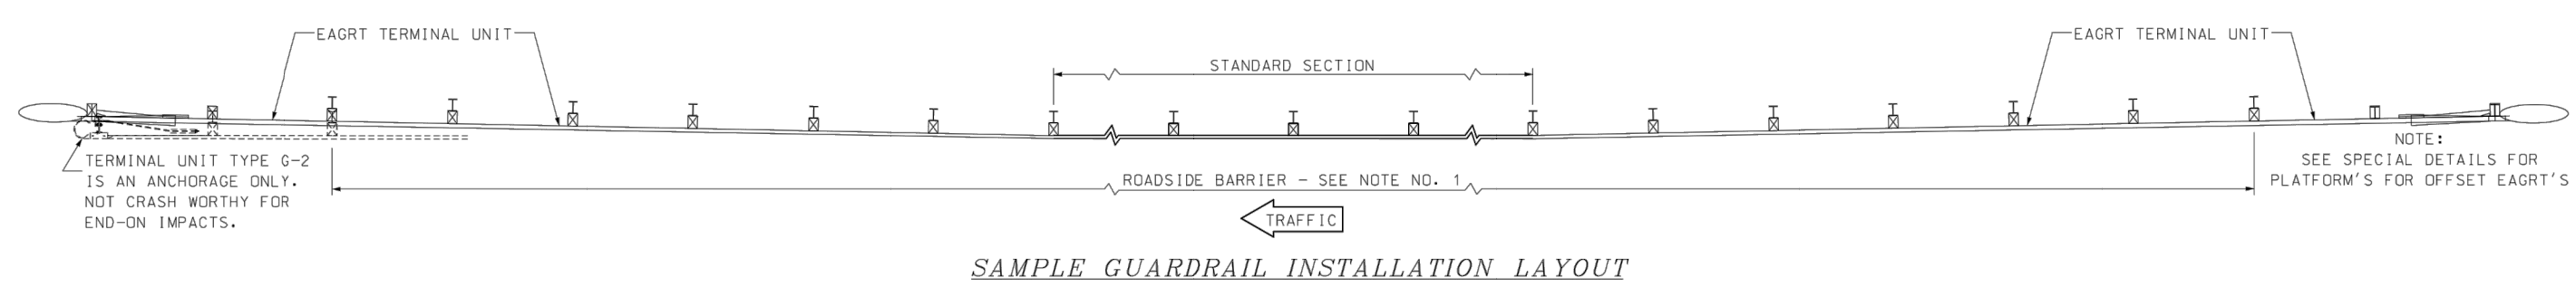 EAGRT TERMINAL UNIT
STANDARD SECTION
EAGRT TERMINAL UNIT
TERMINAL UNIT TYPE G-2
IS AN ANCHORAGE ONLY.
NOT CRASH WORTHY FOR
END-ON IMPACTS.
ROADSIDE BARRIER - SEE NOTE NO. 1
NOTE:
SEE SPECIAL DETAILS FOR
PLATFORM'S FOR OFFSET EAGRT'S
TRAFFIC
SAMPLE GUARDRAIL INSTALLATION LAYOUT